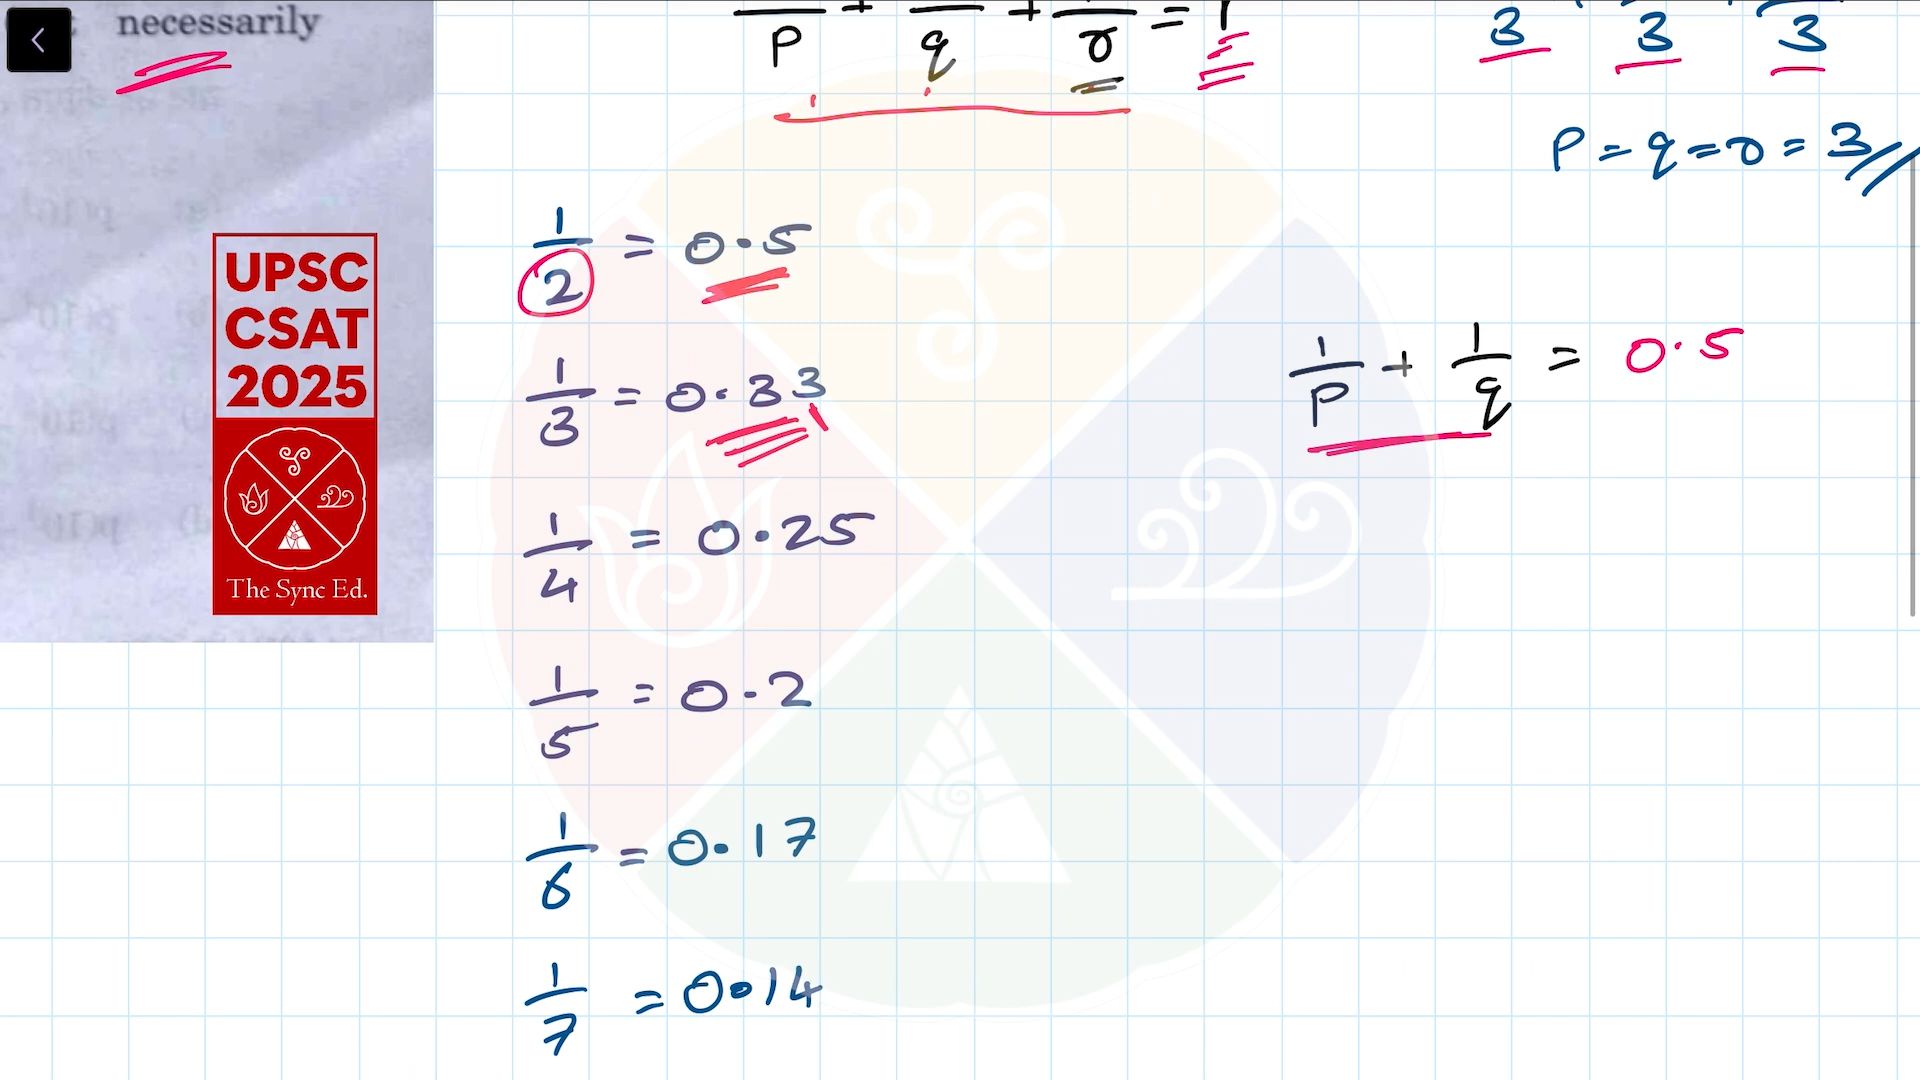 necessarily
/p + /q + /r = 1
3 3 3
p = q = r = 3//
1/2 = 0.5
UPSC
CSAT
2025
1/p + 1/q = 0.5
1/3 = 0.33
1/4 = 0.25
The Sync Ed.
1/5 = 0.2
1/6 = 0.17
1/7 = 0.14